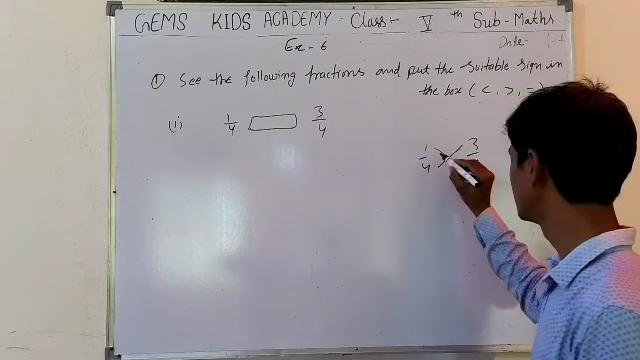 GEMS KIDS ACADEMY Class:- V th Sub-Maths
Ex-6 Date-
① See the following fractions and put the suitable sign in
the box ( <, >, = )
(i) 1/4 3/4
1/4 3